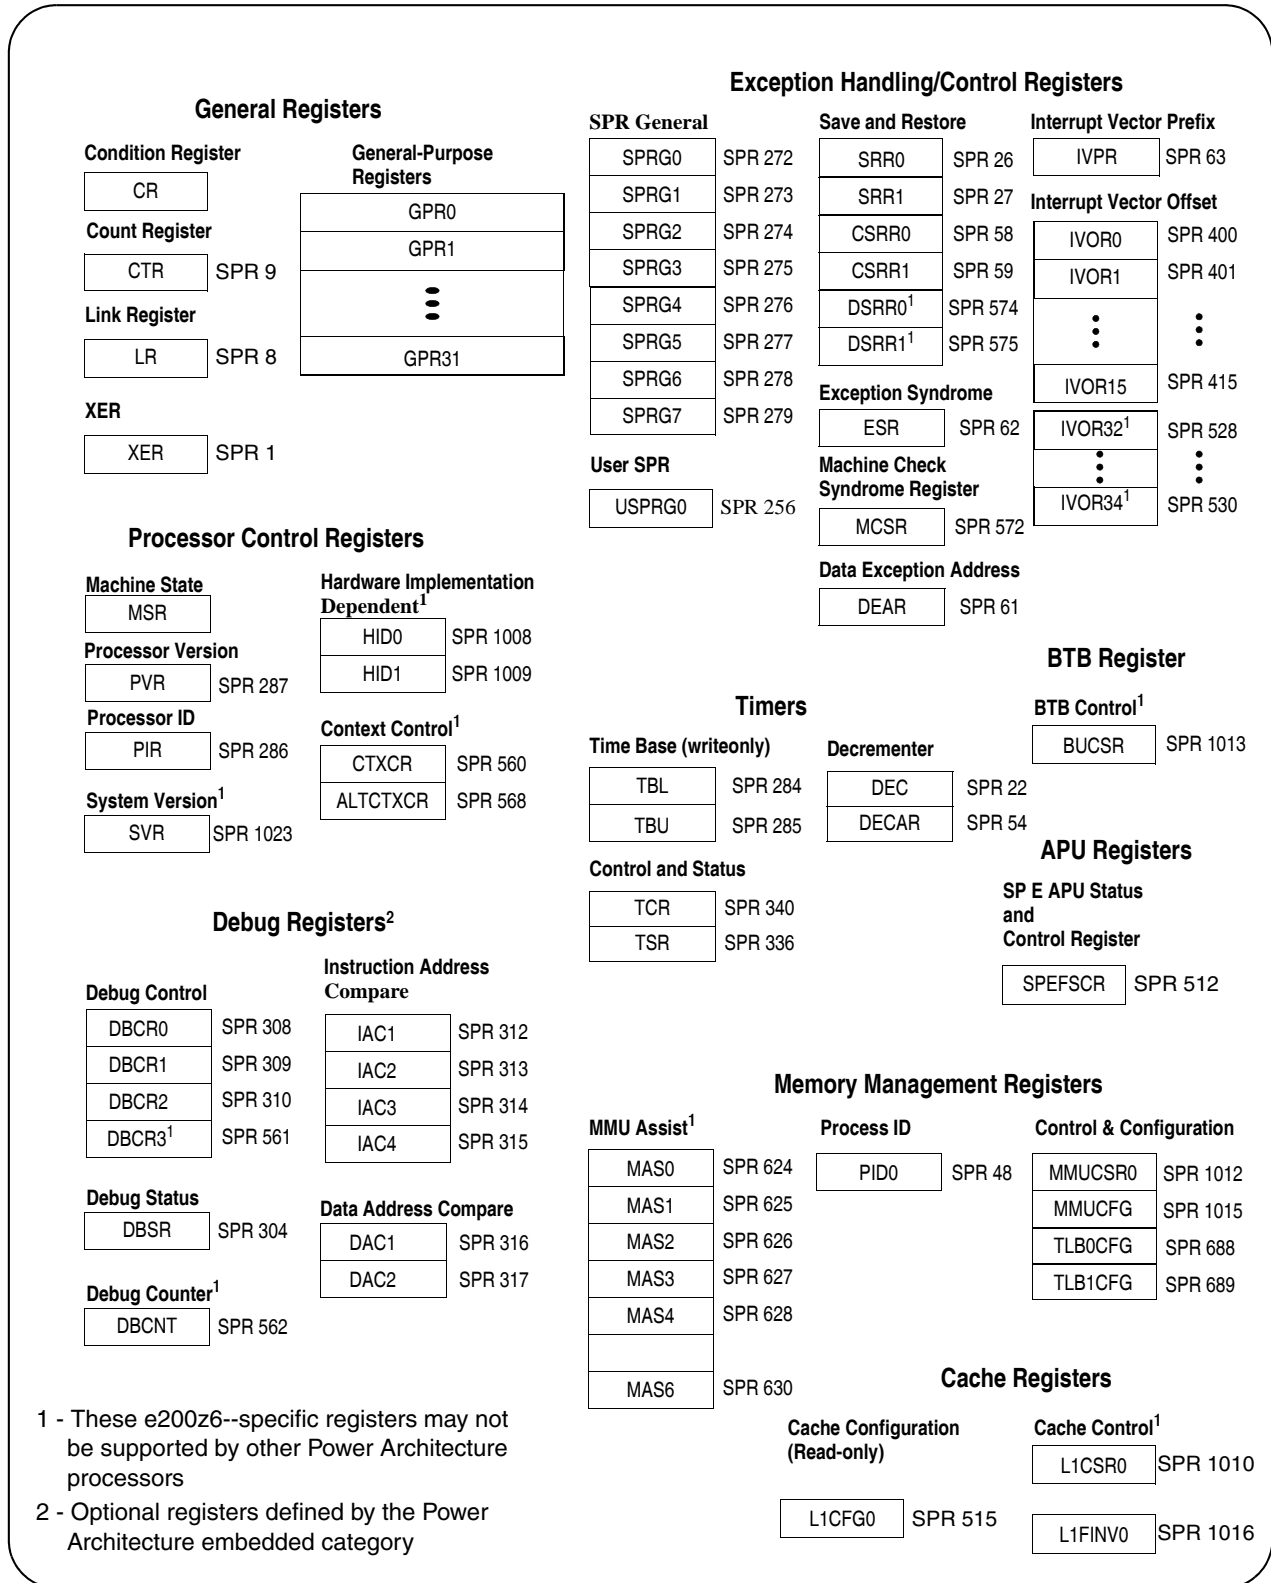 General Registers
Condition Register
CR
Count Register
CTR SPR 9
Link Register
LR SPR 8
XER
XER SPR 1
General-Purpose
Registers
GPR0
GPR1
GPR31
Exception Handling/Control Registers
SPR General
SPRG0 SPR 272
SPRG1 SPR 273
SPRG2 SPR 274
SPRG3 SPR 275
SPRG4 SPR 276
SPRG5 SPR 277
SPRG6 SPR 278
SPRG7 SPR 279
User SPR
USPRG0 SPR 256
Save and Restore
SRR0 SPR 26
SRR1 SPR 27
CSRR0 SPR 58
CSRR1 SPR 59
DSRR0¹ SPR 574
DSRR1¹ SPR 575
Exception Syndrome
ESR SPR 62
Machine Check
Syndrome Register
MCSR SPR 572
Data Exception Address
DEAR SPR 61
Interrupt Vector Prefix
IVPR SPR 63
Interrupt Vector Offset
IVOR0 SPR 400
IVOR1 SPR 401
IVOR15 SPR 415
IVOR32¹ SPR 528
IVOR34¹ SPR 530
Processor Control Registers
Machine State
MSR
Processor Version
PVR SPR 287
Processor ID
PIR SPR 286
System Version¹
SVR SPR 1023
Hardware Implementation
Dependent¹
HID0 SPR 1008
HID1 SPR 1009
Context Control¹
CTXCR SPR 560
ALTCTXCR SPR 568
Timers
Time Base (writeonly)
TBL SPR 284
TBU SPR 285
Control and Status
TCR SPR 340
TSR SPR 336
Decrementer
DEC SPR 22
DECAR SPR 54
BTB Register
BTB Control¹
BUCSR SPR 1013
APU Registers
SP E APU Status
and
Control Register
SPEFSCR SPR 512
Debug Registers²
Debug Control
DBCR0 SPR 308
DBCR1 SPR 309
DBCR2 SPR 310
DBCR3¹ SPR 561
Debug Status
DBSR SPR 304
Debug Counter¹
DBCNT SPR 562
Instruction Address
Compare
IAC1 SPR 312
IAC2 SPR 313
IAC3 SPR 314
IAC4 SPR 315
Data Address Compare
DAC1 SPR 316
DAC2 SPR 317
Memory Management Registers
MMU Assist¹
MAS0 SPR 624
MAS1 SPR 625
MAS2 SPR 626
MAS3 SPR 627
MAS4 SPR 628
MAS6 SPR 630
Process ID
PID0 SPR 48
Control & Configuration
MMUCSR0 SPR 1012
MMUCFG SPR 1015
TLB0CFG SPR 688
TLB1CFG SPR 689
Cache Registers
Cache Configuration
(Read-only)
L1CFG0 SPR 515
Cache Control¹
L1CSR0 SPR 1010
L1FINV0 SPR 1016
1 - These e200z6--specific registers may not
be supported by other Power Architecture
processors
2 - Optional registers defined by the Power
Architecture embedded category